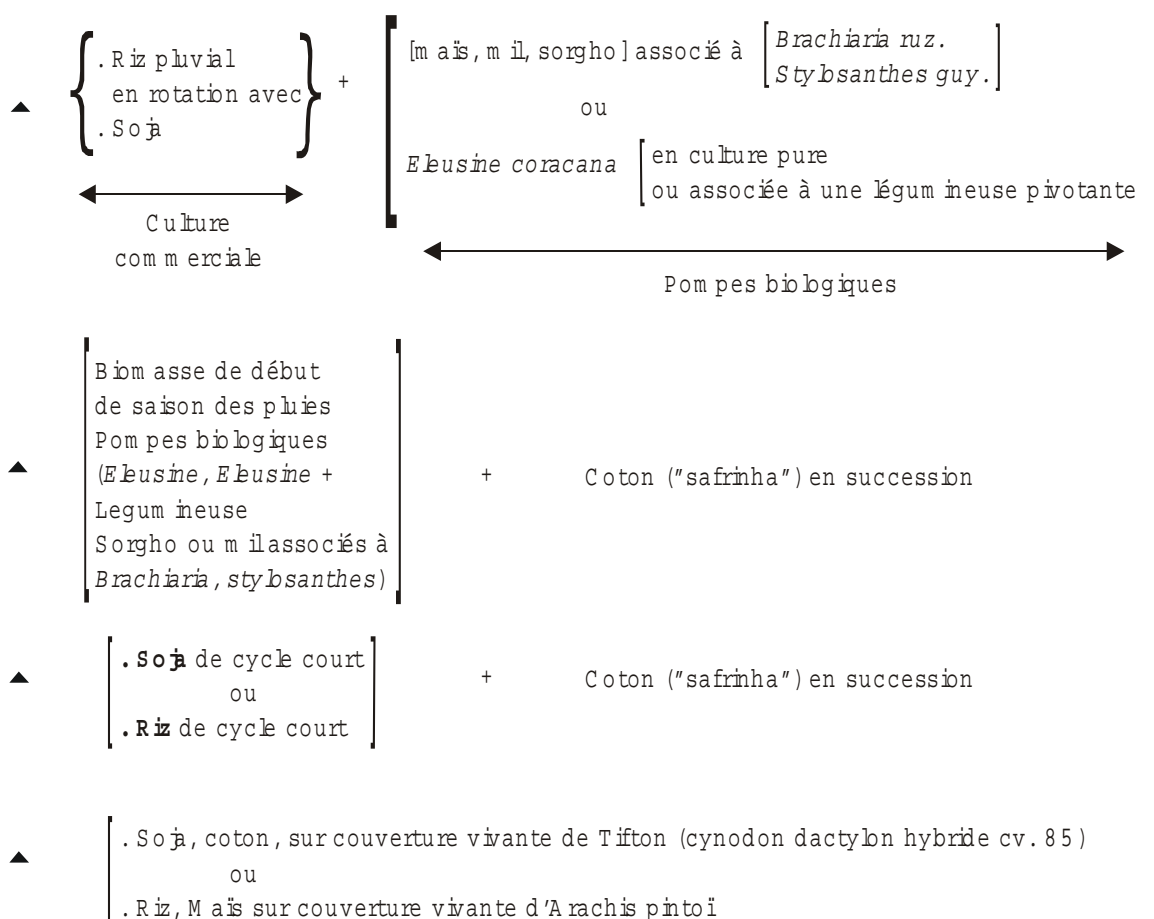 .Riz pluvial
en rotation avec
.Soja
+
[maïs, mil, sorgho] associé à
Brachiaria ruz.
Stylosanthes guy.
ou
Eleusine coracana
en culture pure
ou associée à une légumineuse pivotante
Culture
commerciale
Pompes biologiques
Biomasse de début
de saison des pluies
Pompes biologiques
(Eleusine, Eleusine +
Legumineuse
Sorgho ou mil associés à
Brachiaria, stylosanthes)
+ Coton ("safrinha") en succession
.Soja de cycle court
ou
.Riz de cycle court
+ Coton ("safrinha") en succession
.Soja, coton, sur couverture vivante de Tifton (cynodon dactylon hybride cv. 85)
ou
.Riz, Maïs sur couverture vivante d'Arachis pintoï